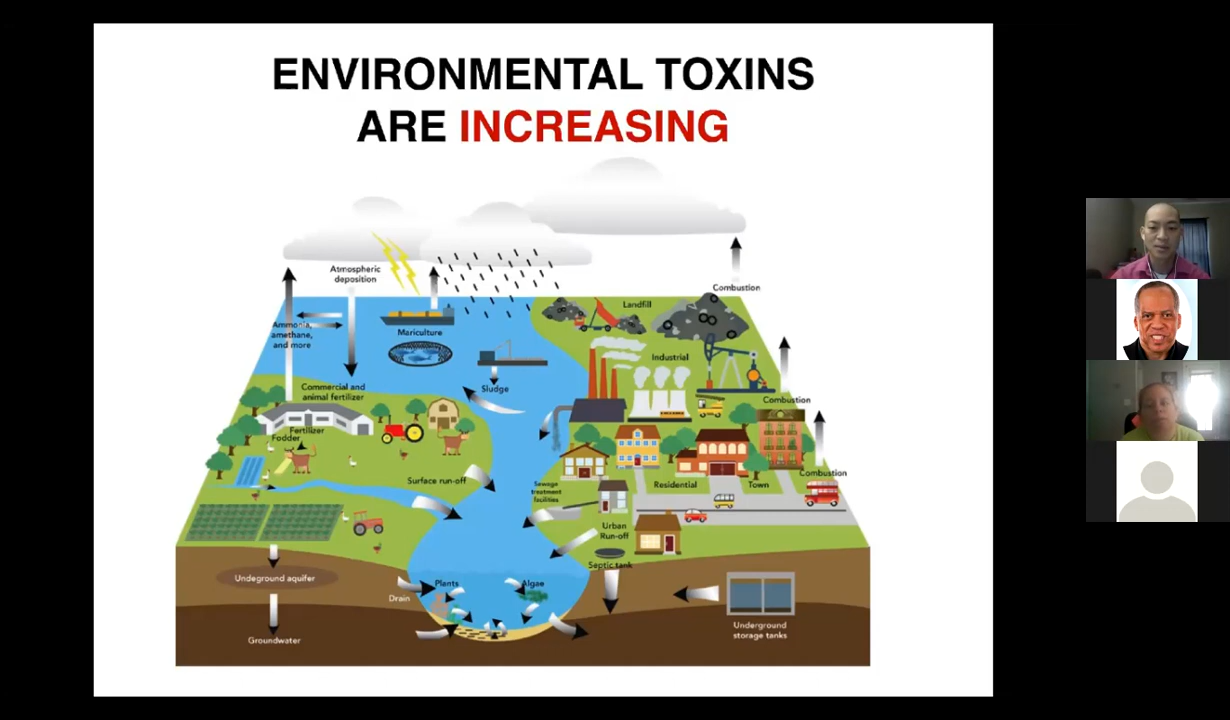 ENVIRONMENTAL TOXINS
ARE INCREASING
Atmospheric
deposition
Combustion
Landfill
Ammonia,
amethane,
and more
Mariculture
Industrial
Sludge
Commercial and
animal fertilizer
Combustion
Fertilizer
Fodder
Combustion
Surface run-off
Sewage
treatment
facilities
Residential
Town
Urban
Run-off
Septic tank
Undeground aquifer
Plants
Algae
Drain
Underground
storage tanks
Groundwater